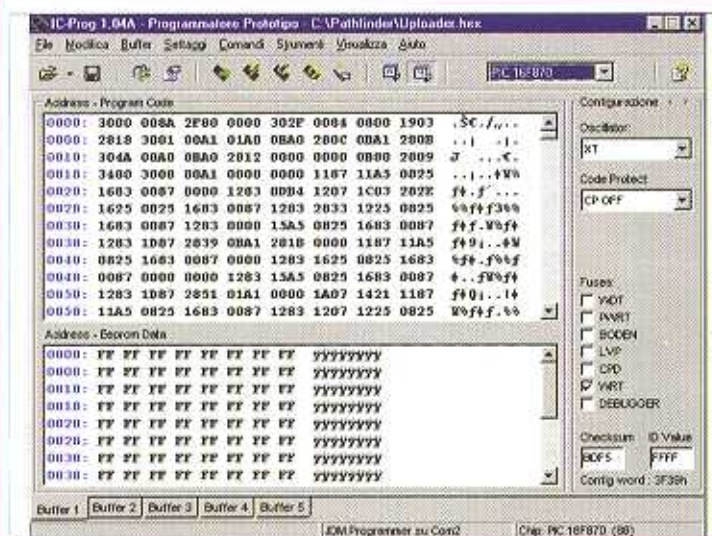 IC-Prog 1.04A - Programmatore Prototipo - C:\Pathfinder\Uploader.hex
File Modifica Buffer Settaggi Comandi Strumenti Visualizza Aiuto
PIC 16F870
Address - Program Code
0000: 3000 008A 2F80 0000 302F 0084 0800 1903
0008: 2818 3001 00A1 01A0 0BA0 280C 0BA1 280B
0010: 304A 00A0 0BA0 2812 0000 0000 0B80 2809
0018: 3400 3000 00A1 0000 0000 1187 11A5 0825
0020: 1683 0087 0000 1283 0DB4 1207 1C03 282E
0028: 1625 0825 1683 0087 1283 2833 1225 0825
0030: 1683 0087 1283 0000 15A5 0825 1683 0087
0038: 1283 1D87 2839 0BA1 281B 0000 1187 11A5
0040: 0825 1683 0087 0000 1283 1625 0825 1683
0048: 0087 0000 0000 1283 15A5 0825 1683 0087
0050: 1283 1D87 2851 01A1 0000 1A07 1421 1187
0058: 11A5 0825 1683 0087 1283 1207 1225 0825
Address - Eeprom Data
0000: FF FF FF FF FF FF FF FF ÿÿÿÿÿÿÿÿ
0008: FF FF FF FF FF FF FF FF ÿÿÿÿÿÿÿÿ
0010: FF FF FF FF FF FF FF FF ÿÿÿÿÿÿÿÿ
0018: FF FF FF FF FF FF FF FF ÿÿÿÿÿÿÿÿ
0020: FF FF FF FF FF FF FF FF ÿÿÿÿÿÿÿÿ
0028: FF FF FF FF FF FF FF FF ÿÿÿÿÿÿÿÿ
0030: FF FF FF FF FF FF FF FF ÿÿÿÿÿÿÿÿ
0038: FF FF FF FF FF FF FF FF ÿÿÿÿÿÿÿÿ
Configurazione
Oscillator:
XT
Code Protect:
CP OFF
Fuses:
WDT
PWRT
BODEN
LVP
CPD
WRT
DEBUGGER
Checksum ID Value
BDF5 FFFF
Config word : 3F39h
Buffer 1 Buffer 2 Buffer 3 Buffer 4 Buffer 5
JDM Programmer su Com2 Chip: PIC 16F870 (88)